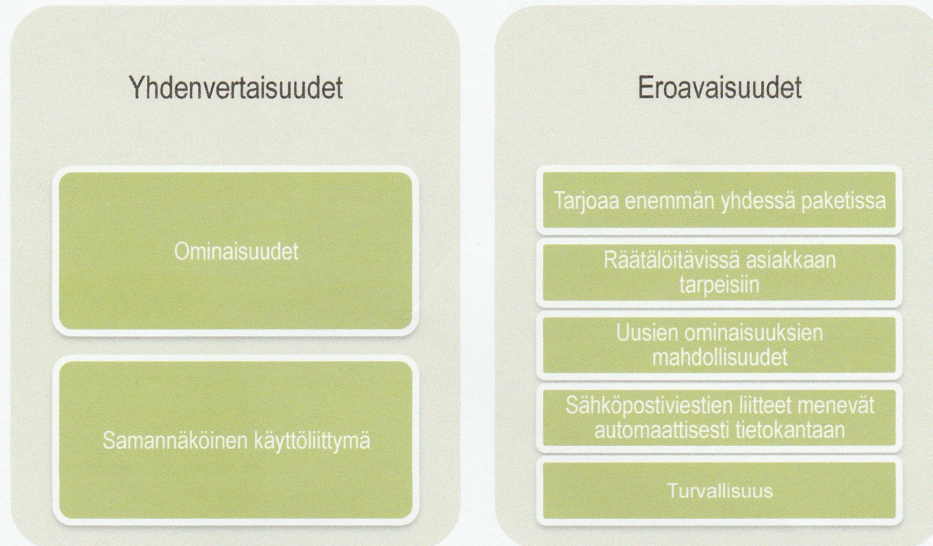 Yhdenvertaisuudet
Ominaisuudet
Samannäköinen käyttöliittymä
Eroavaisuudet
Tarjoaa enemmän yhdessä paketissa
Räätälöitävissä asiakkaan
tarpeisiin
Uusien ominaisuuksien
mahdollisuudet
Sähköpostiviestien liitteet menevät
automaattisesti tietokantaan
Turvallisuus